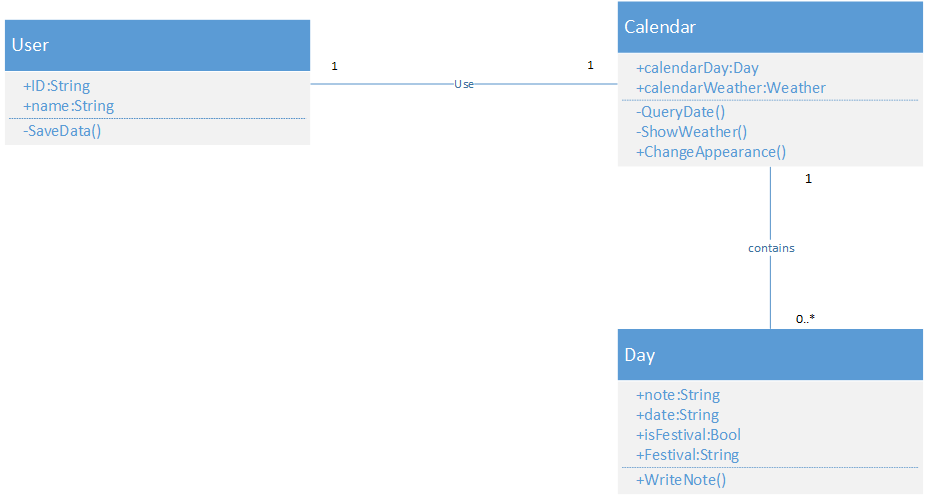 User
+ID:String
+name:String
-SaveData()
1
Use
1
Calendar
+calendarDay:Day
+calendarWeather:Weather
-QueryDate()
-ShowWeather()
+ChangeAppearance()
1
contains
0..*
Day
+note:String
+date:String
+isFestival:Bool
+Festival:String
+WriteNote()